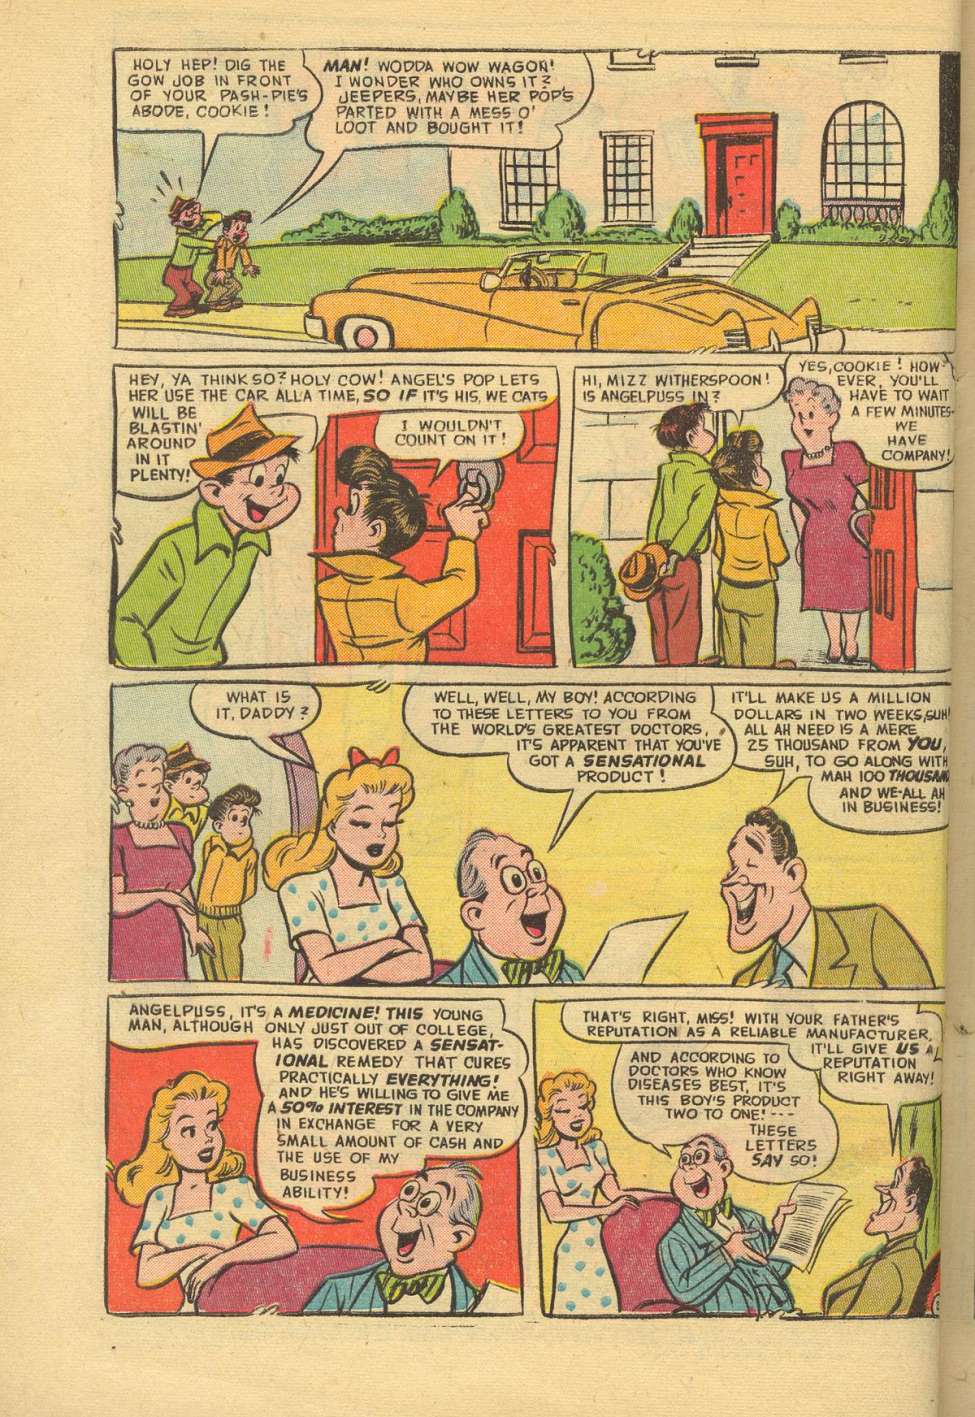 HOLY HEP! DIG THE
GOW JOB IN FRONT
OF YOUR PASH-PIE'S
ABODE, COOKIE!
MAN! WODDA WOW WAGON!
I WONDER WHO OWNS IT?
JEEPERS, MAYBE HER POP'S
PARTED WITH A MESS O'
LOOT AND BOUGHT IT!
HEY, YA THINK SO? HOLY COW! ANGEL'S POP LETS
HER USE THE CAR ALLA TIME, SO IF IT'S HIS, WE CATS
WILL BE
BLASTIN'
AROUND
IN IT
PLENTY!
I WOULDN'T
COUNT ON IT!
HI, MIZZ WITHERSPOON!
IS ANGELPUSS IN?
YES, COOKIE! HOW-
EVER, YOU'LL
HAVE TO WAIT
A FEW MINUTES-
WE
HAVE
COMPANY!
WHAT IS
IT, DADDY?
WELL, WELL, MY BOY! ACCORDING
TO THESE LETTERS TO YOU FROM
THE WORLD'S GREATEST DOCTORS,
IT'S APPARENT THAT YOU'VE
GOT A SENSATIONAL
PRODUCT!
IT'LL MAKE US A MILLION
DOLLARS IN TWO WEEKS, SUH!
ALL AH NEED IS A MERE
25 THOUSAND FROM YOU,
SUH, TO GO ALONG WITH
MAH 100 THOUSAN
AND WE-ALL AH
IN BUSINESS!
ANGELPUSS, IT'S A MEDICINE! THIS YOUNG
MAN, ALTHOUGH ONLY JUST OUT OF COLLEGE,
HAS DISCOVERED A SENSAT-
IONAL REMEDY THAT CURES
PRACTICALLY EVERYTHING!
AND HE'S WILLING TO GIVE ME
A 50% INTEREST IN THE COMPANY
IN EXCHANGE FOR A VERY
SMALL AMOUNT OF CASH AND
THE USE OF MY
BUSINESS
ABILITY!
THAT'S RIGHT, MISS! WITH YOUR FATHER'S
REPUTATION AS A RELIABLE MANUFACTURER,
IT'LL GIVE US A
REPUTATION
RIGHT AWAY!
AND ACCORDING TO
DOCTORS WHO KNOW
DISEASES BEST, IT'S
THIS BOY'S PRODUCT
TWO TO ONE!---
THESE
LETTERS
SAY SO!